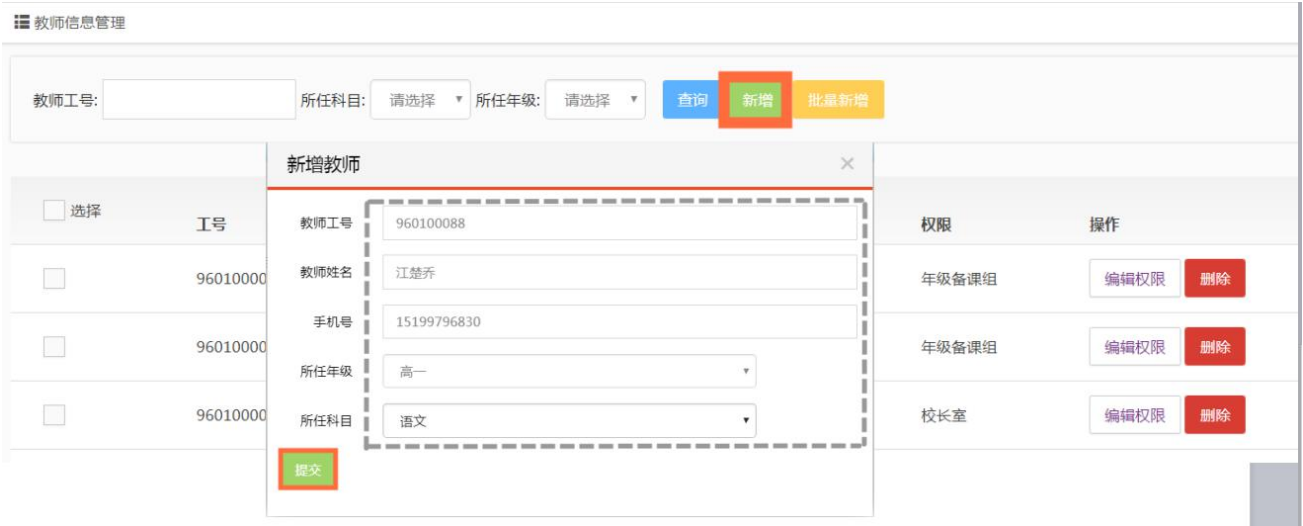 教师信息管理
教师工号: 所任科目: 请选择 所任年级: 请选择 查询 新增 批量新增
新增教师 ×
选择 工号 权限 操作
教师工号 960100088
96010000 年级备课组 编辑权限 删除
教师姓名 江楚乔
手机号 15199796830
96010000 年级备课组 编辑权限 删除
所任年级 高一
96010000 校长室 编辑权限 删除
所任科目 语文
提交